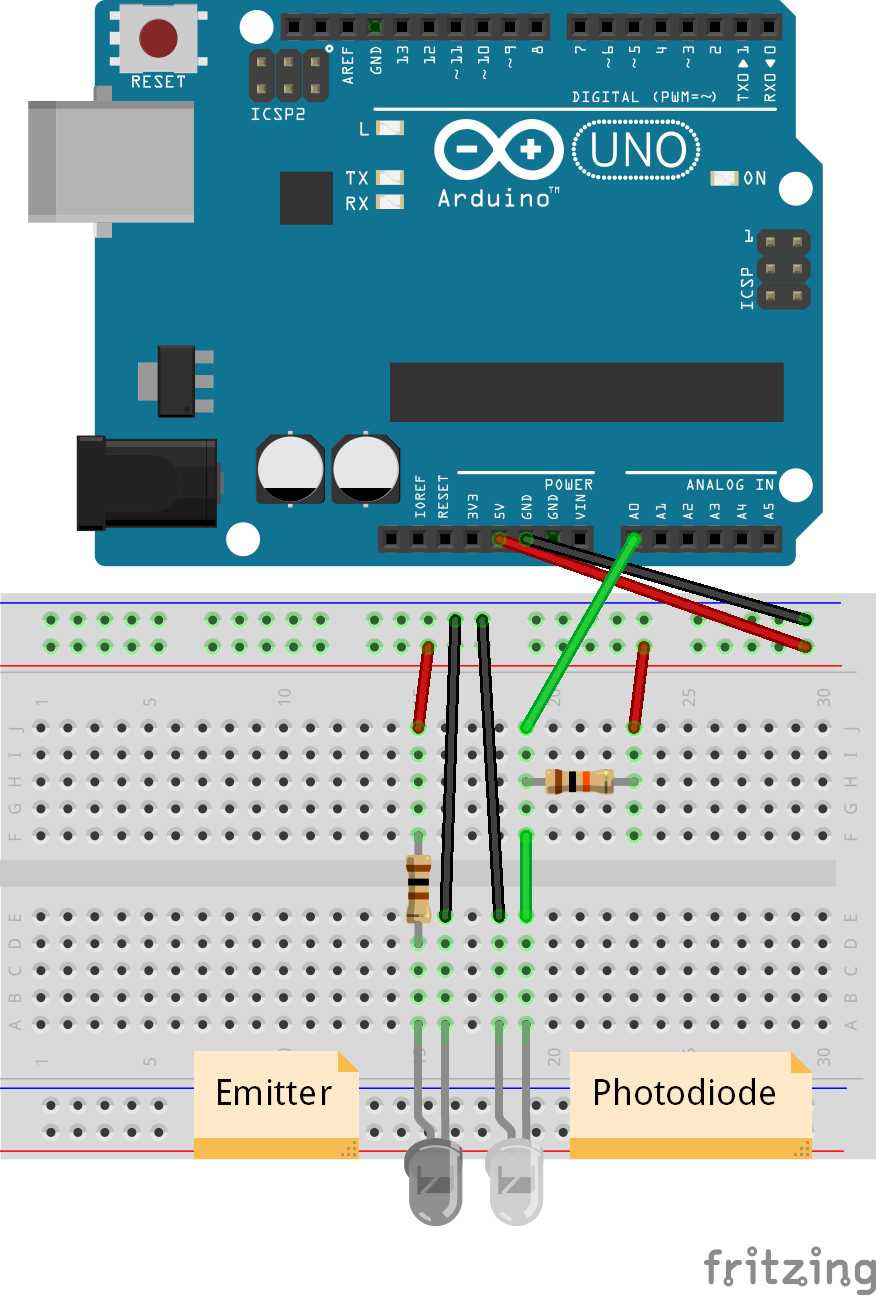 RESET
ICSP2
AREF
GND
13
12
~11
~10
~9
8
7
~6
~5
4
~3
2
TX0▶1
RX0◀0
DIGITAL (PWM=~)
L
TX
RX
Arduino™
UNO
ON
1
ICSP
IOREF
RESET
3V3
5V
GND
GND
VIN
POWER
A0
A1
A2
A3
A4
A5
ANALOG IN
1
5
10
20
25
30
J
I
H
G
F
J
I
H
G
F
E
D
C
B
A
E
D
C
B
A
1
5
20
30
Emitter
Photodiode
fritzing